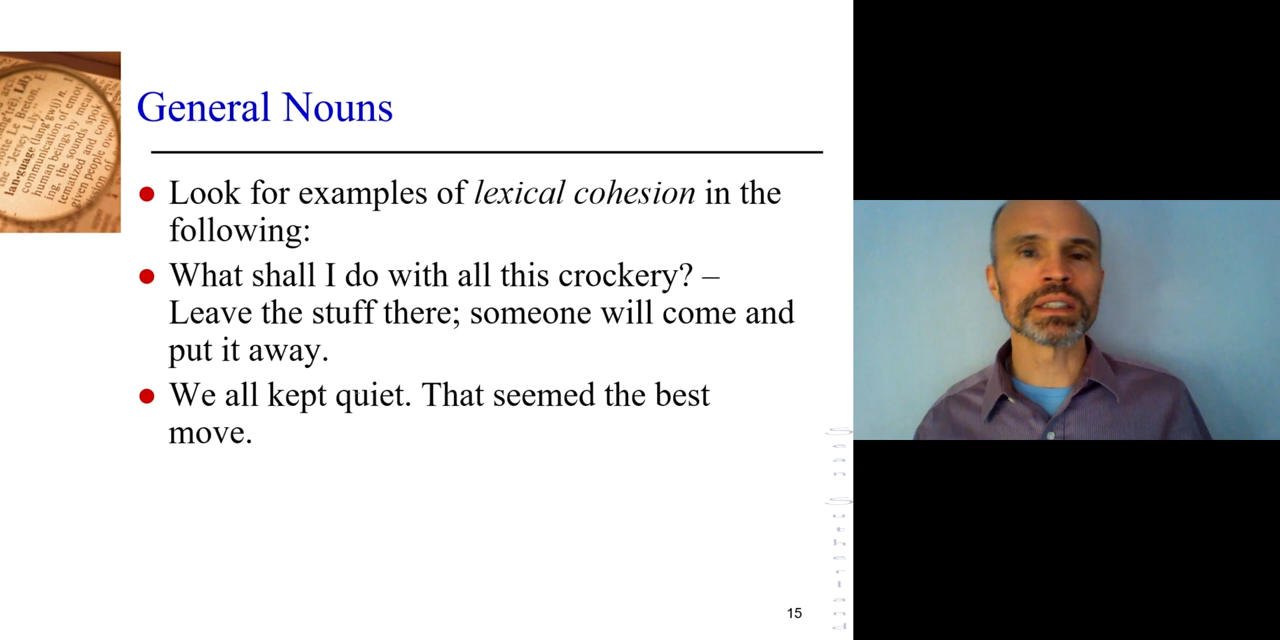 General Nouns
Look for examples of lexical cohesion in the
following:
What shall I do with all this crockery? –
Leave the stuff there; someone will come and
put it away.
We all kept quiet. That seemed the best
move.
15